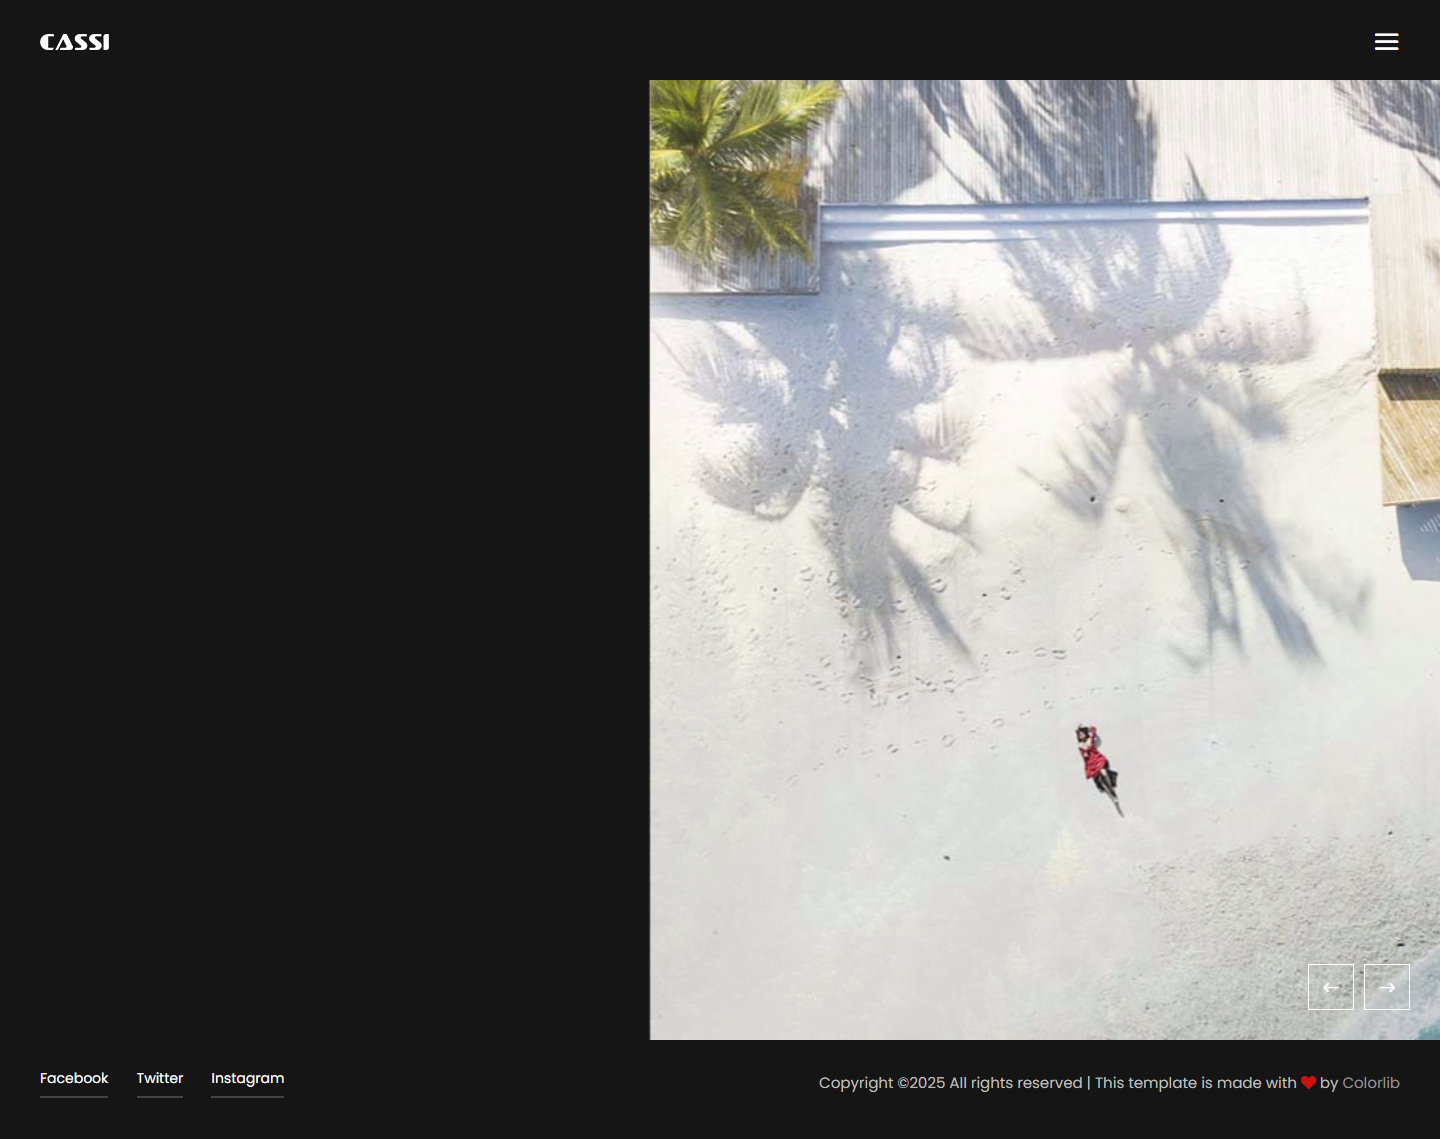 CASSI
Facebook Twitter Instagram
Copyright ©2025 All rights reserved | This template is made with ❤ by Colorlib